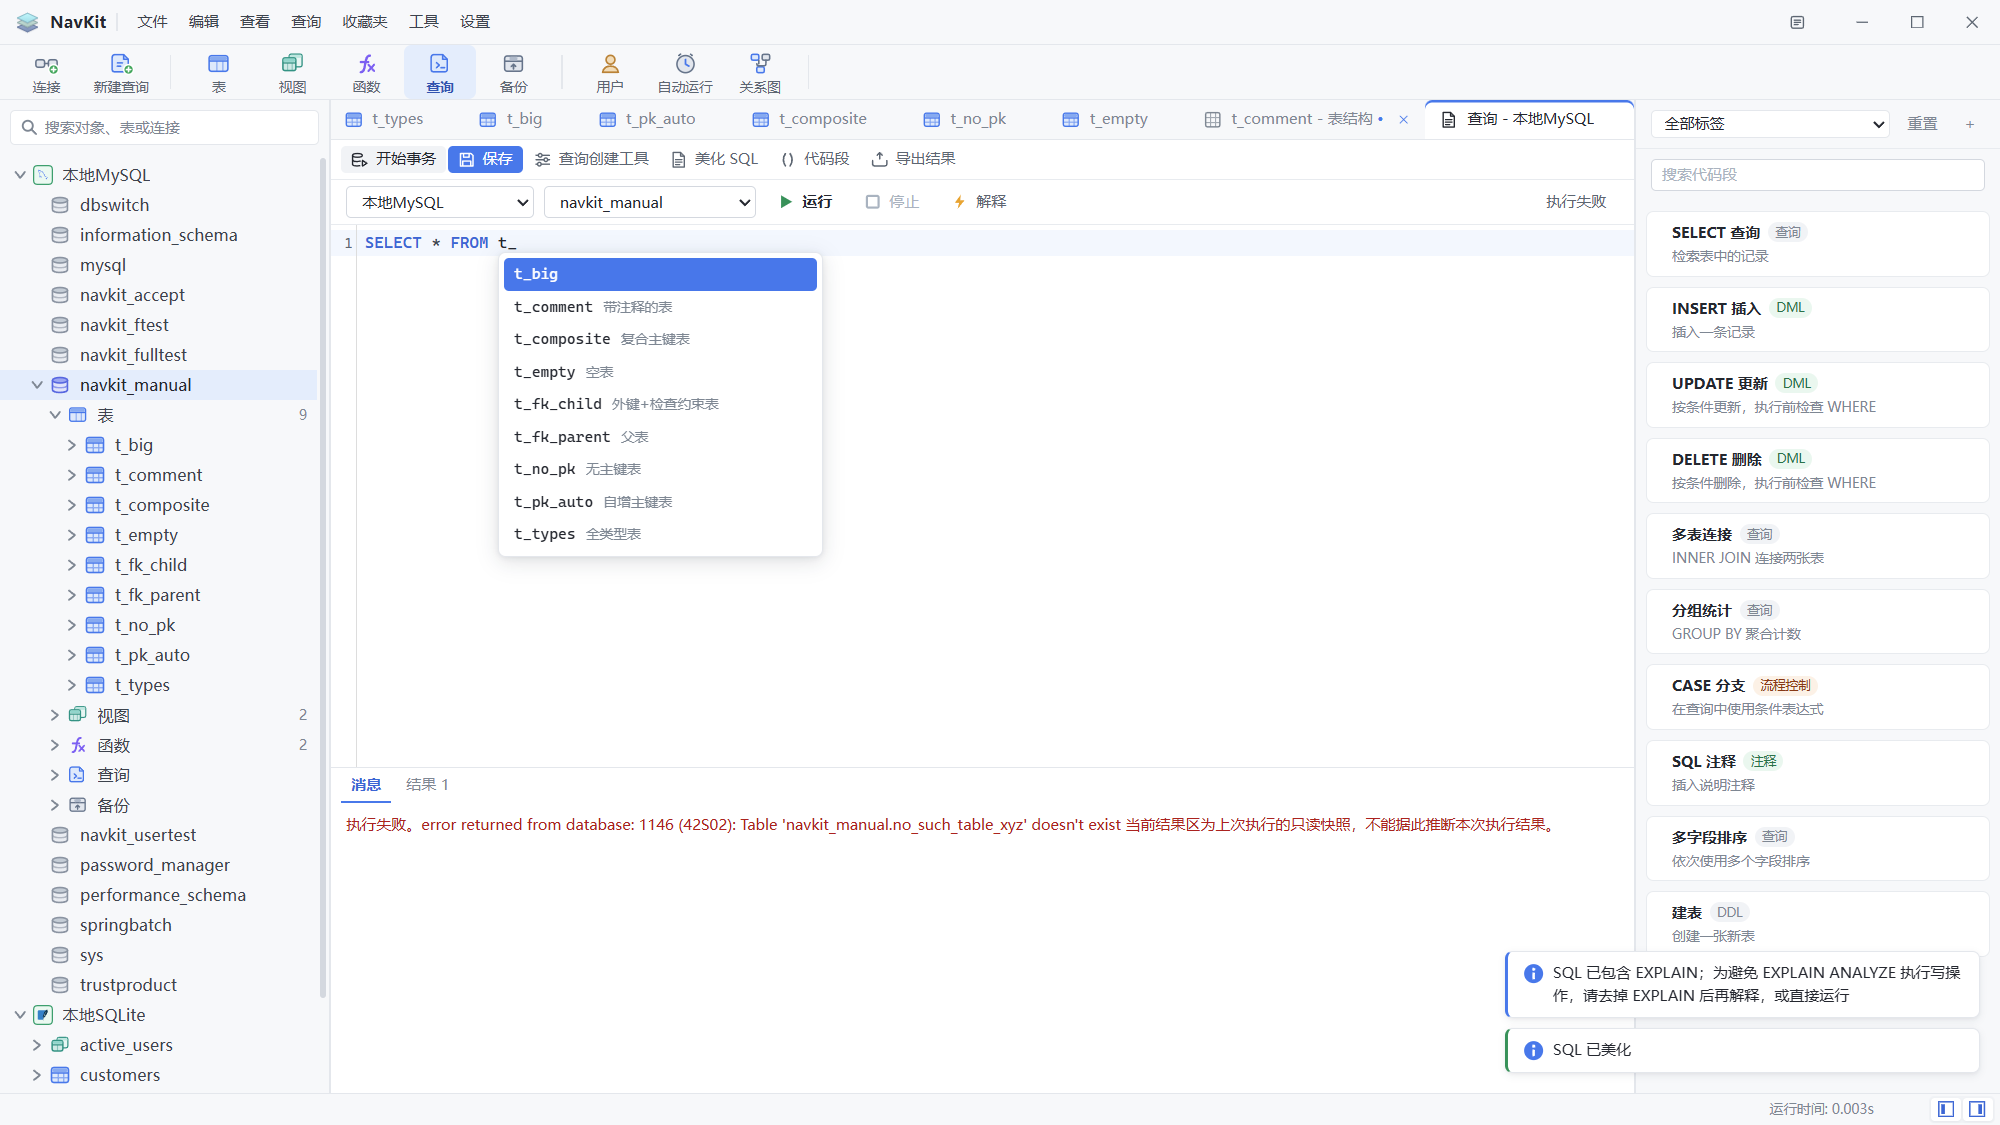 NavKit 文件 编辑 查看 查询 收藏夹 工具 设置
连接 新建查询 表 视图 函数 查询 备份 用户 自动运行 关系图
搜索对象、表或连接
本地MySQL
dbswitch
information_schema
mysql
navkit_accept
navkit_ftest
navkit_fulltest
navkit_manual
表 9
t_big
t_comment
t_composite
t_empty
t_fk_child
t_fk_parent
t_no_pk
t_pk_auto
t_types
视图 2
函数 2
查询
备份
navkit_usertest
password_manager
performance_schema
springbatch
sys
trustproduct
本地SQLite
active_users
customers
t_types t_big t_pk_auto t_composite t_no_pk t_empty t_comment - 表结构 • × 查询 - 本地MySQL
开始事务 保存 查询创建工具 美化 SQL () 代码段 导出结果
本地MySQL navkit_manual 运行 停止 解释 执行失败
1 SELECT * FROM t_
t_big
t_comment 带注释的表
t_composite 复合主键表
t_empty 空表
t_fk_child 外键+检查约束表
t_fk_parent 父表
t_no_pk 无主键表
t_pk_auto 自增主键表
t_types 全类型表
消息 结果 1
执行失败。error returned from database: 1146 (42S02): Table 'navkit_manual.no_such_table_xyz' doesn't exist 当前结果区为上次执行的只读快照，不能据此推断本次执行结果。
全部标签 重置 +
搜索代码段
SELECT 查询 查询
检索表中的记录
INSERT 插入 DML
插入一条记录
UPDATE 更新 DML
按条件更新，执行前检查 WHERE
DELETE 删除 DML
按条件删除，执行前检查 WHERE
多表连接 查询
INNER JOIN 连接两张表
分组统计 查询
GROUP BY 聚合计数
CASE 分支 流程控制
在查询中使用条件表达式
SQL 注释 注释
插入说明注释
多字段排序 查询
依次使用多个字段排序
建表 DDL
创建一张新表
SQL 已包含 EXPLAIN；为避免 EXPLAIN ANALYZE 执行写操
作，请去掉 EXPLAIN 后再解释，或直接运行
SQL 已美化
运行时间: 0.003s